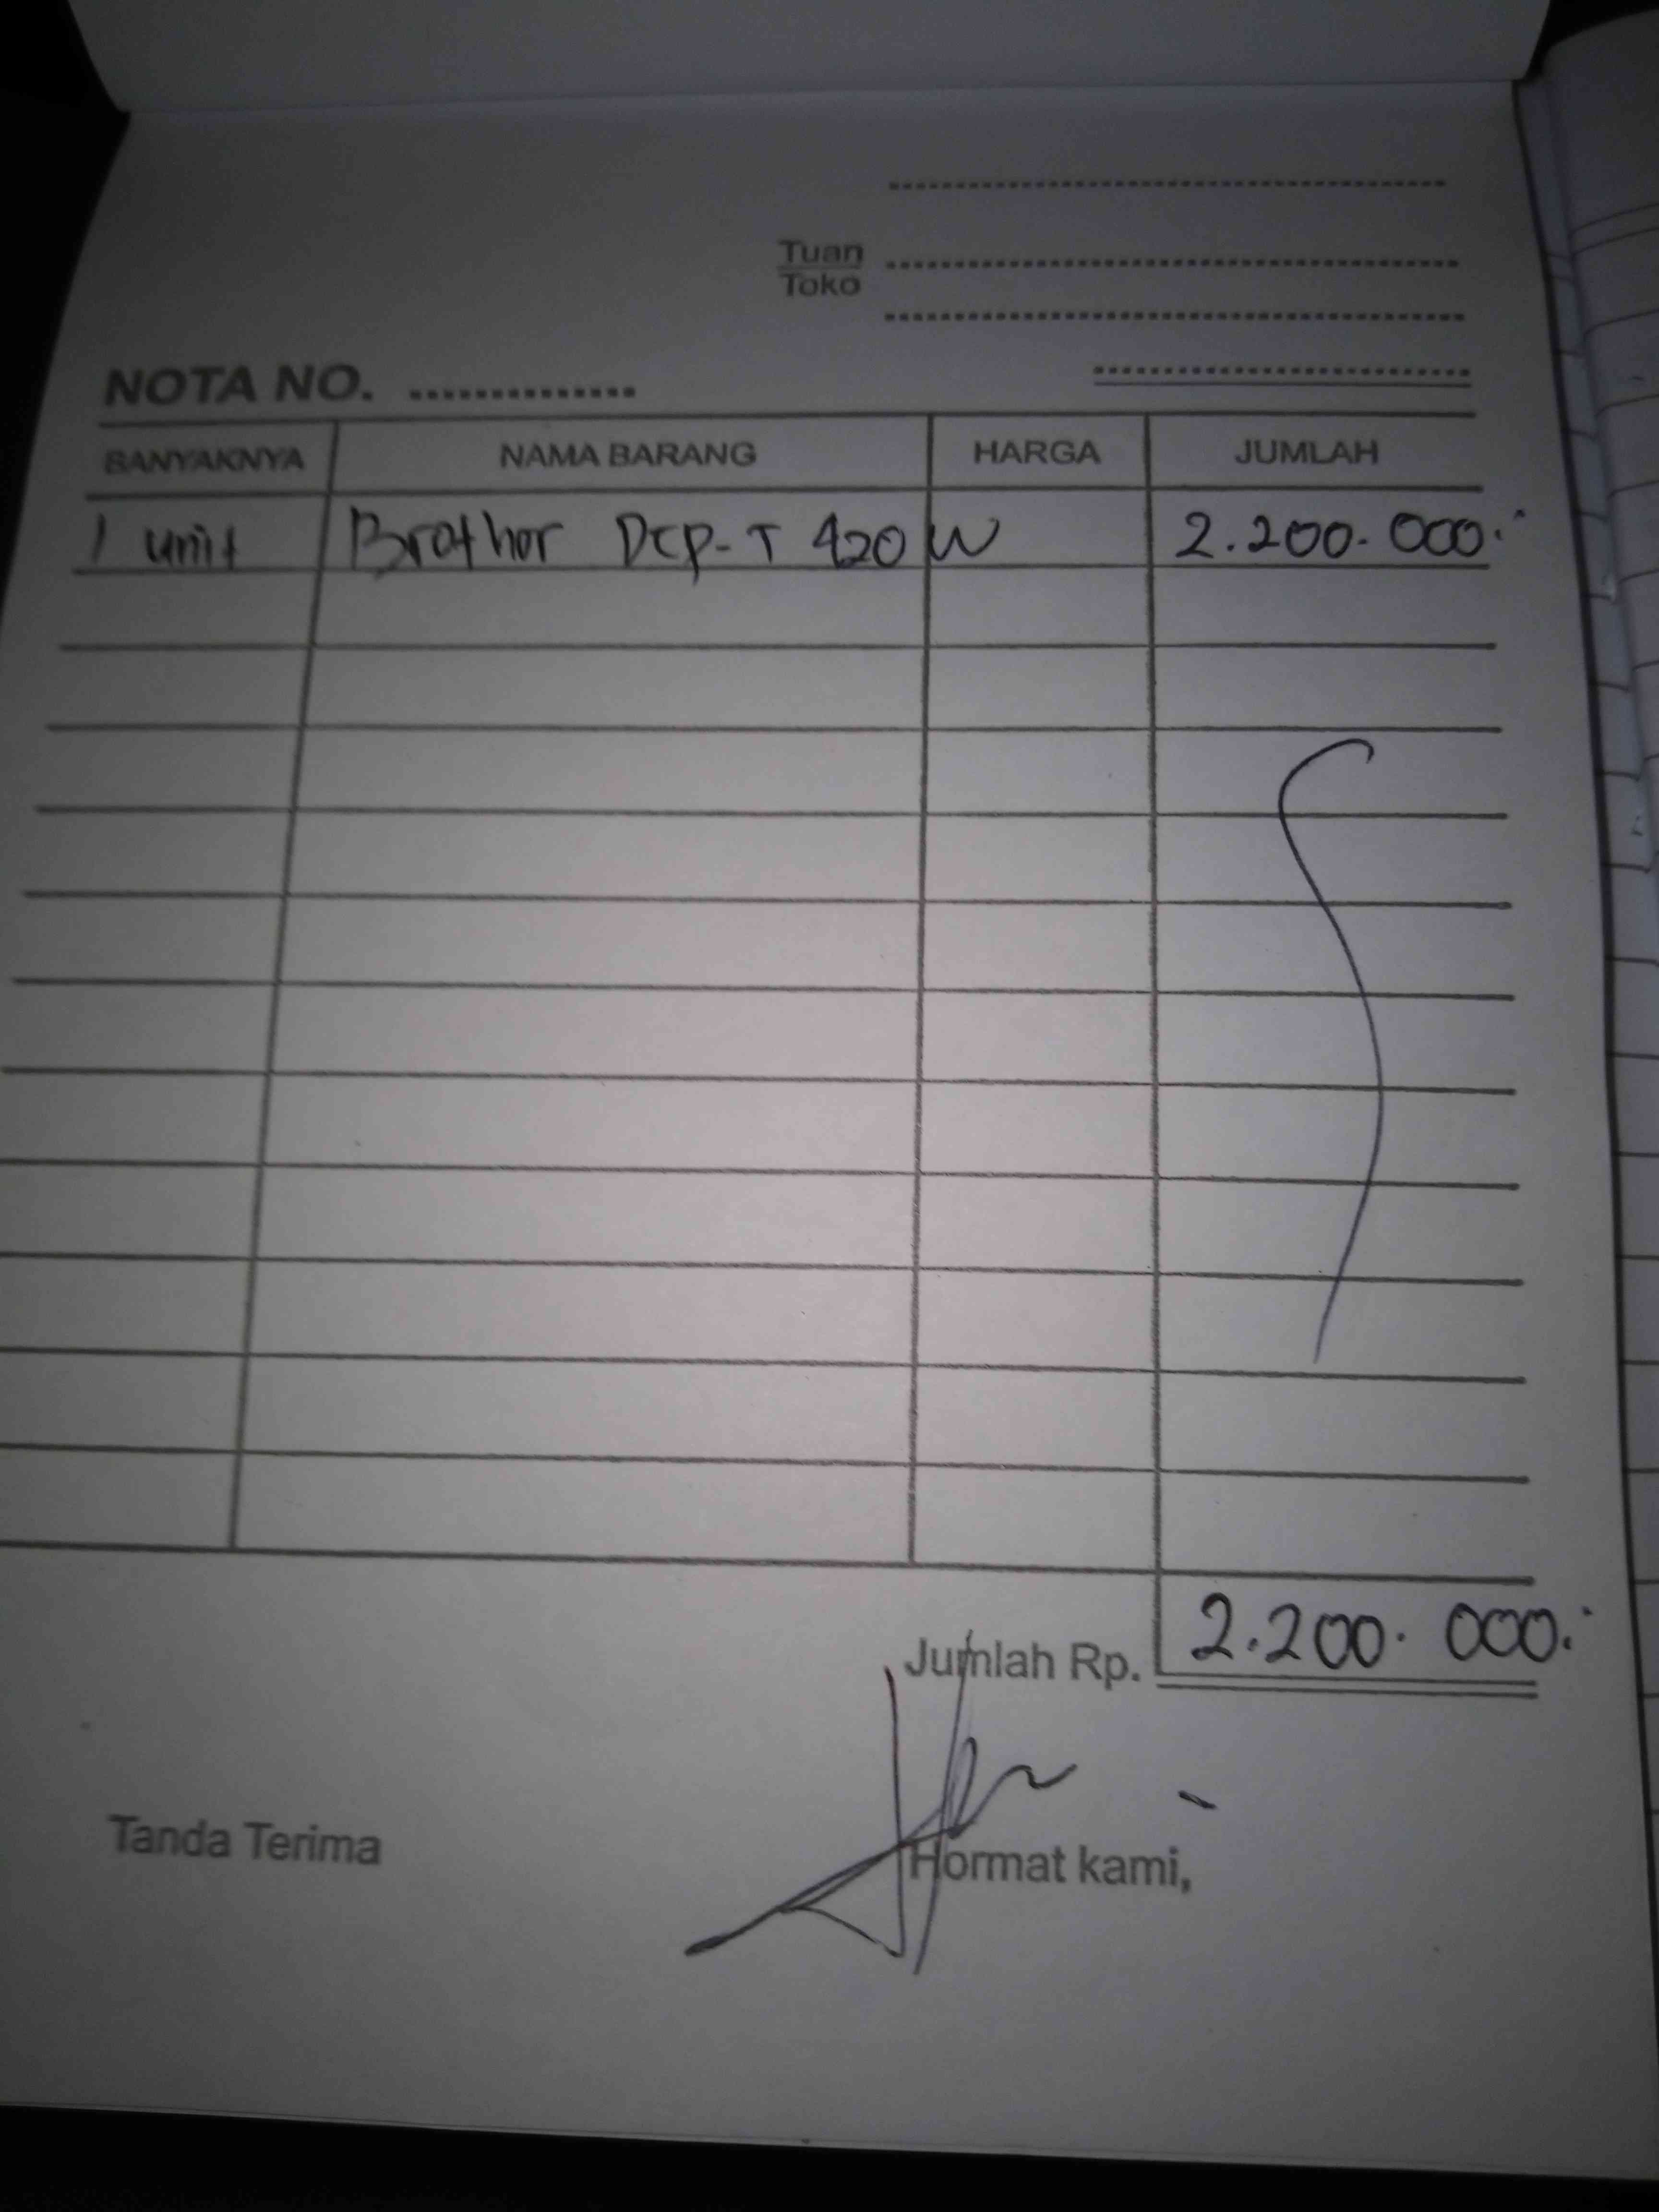 Tuan
Toko
NOTA NO.
BANYAKNYA NAMA BARANG HARGA JUMLAH
1 unit Brother DCP-T 420 W 2.200.000.-
Jumlah Rp. 2.200.000.-
Tanda Terima Hormat kami,